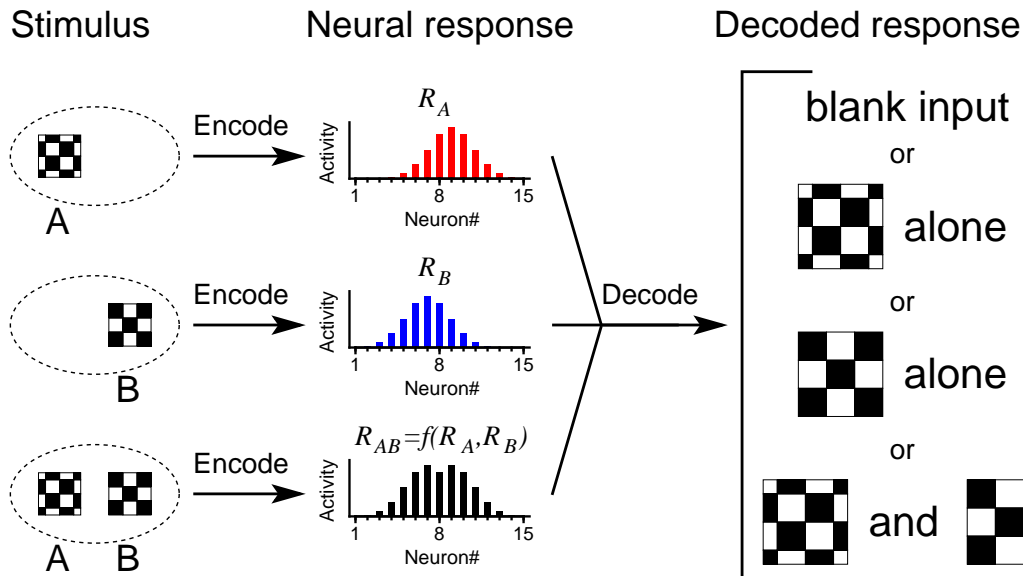 Stimulus
Neural response
Decoded response
A
Encode
R_A
Activity
1 8 15
Neuron#
B
Encode
R_B
Activity
1 8 15
Neuron#
A B
Encode
R_AB=f(R_A,R_B)
Activity
1 8 15
Neuron#
Decode
blank input
or
alone
or
alone
or
and